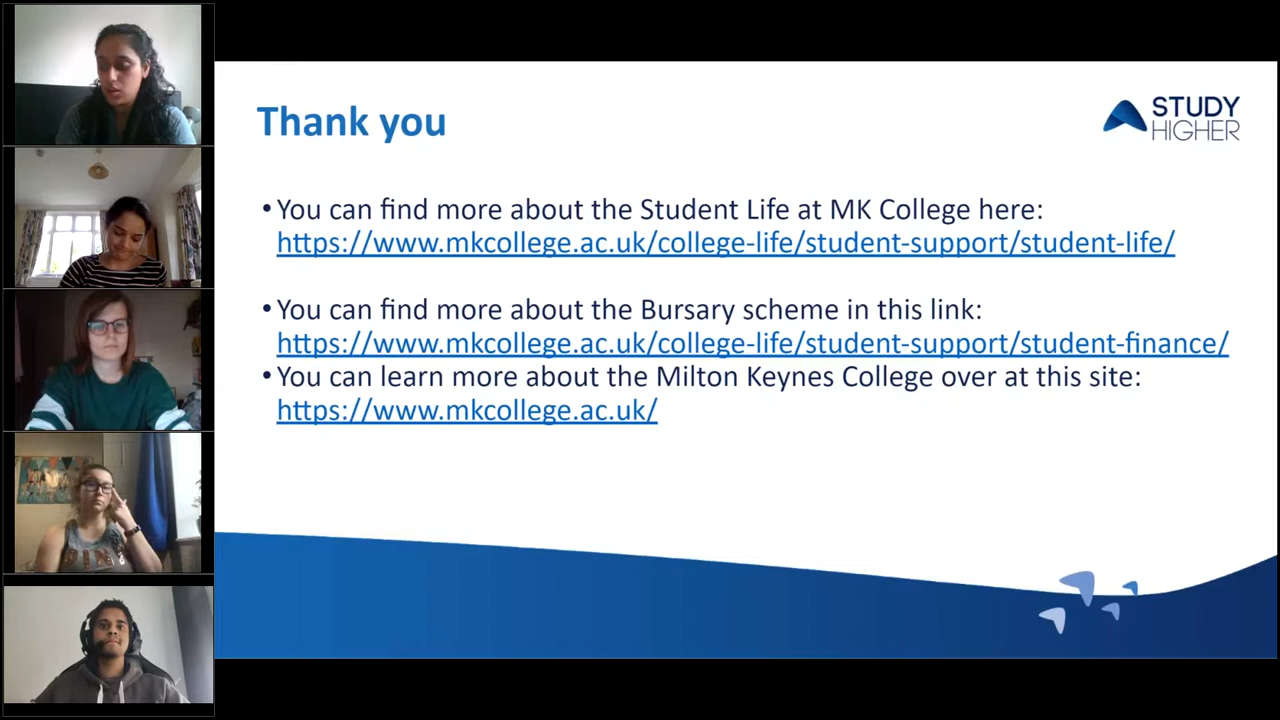 Thank you
STUDY
HIGHER
• You can find more about the Student Life at MK College here:
https://www.mkcollege.ac.uk/college-life/student-support/student-life/
• You can find more about the Bursary scheme in this link:
https://www.mkcollege.ac.uk/college-life/student-support/student-finance/
• You can learn more about the Milton Keynes College over at this site:
https://www.mkcollege.ac.uk/